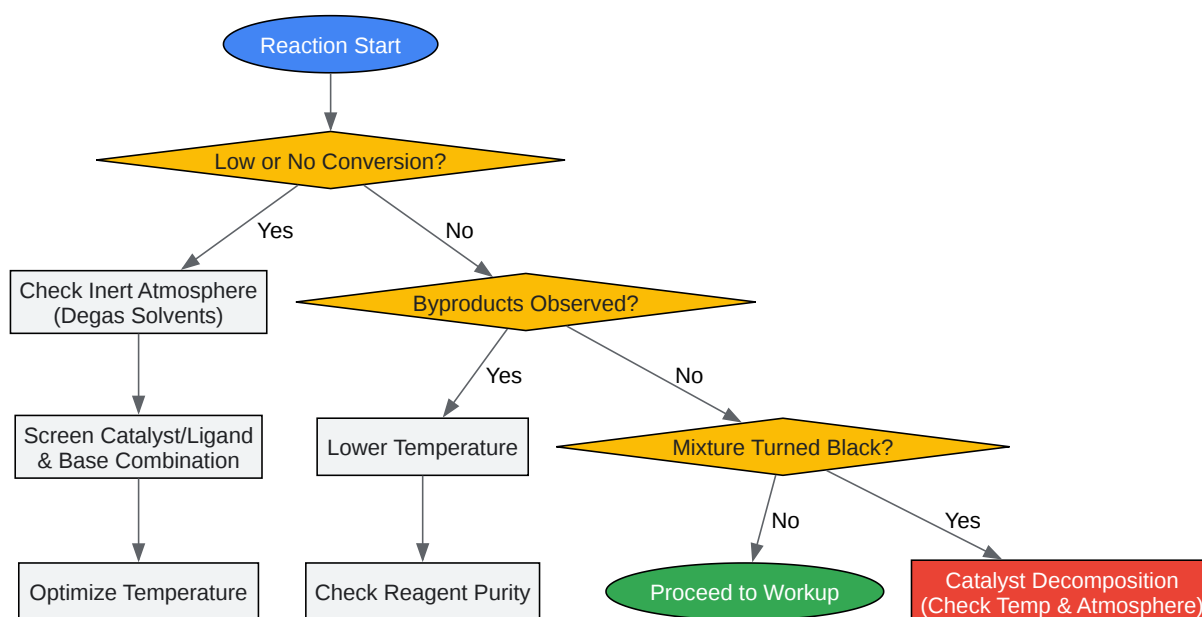 Reaction Start
Low or No Conversion?
Yes
No
Check Inert Atmosphere
(Degas Solvents)
Byproducts Observed?
Yes
No
Screen Catalyst/Ligand
& Base Combination
Lower Temperature
Mixture Turned Black?
No
Yes
Optimize Temperature
Check Reagent Purity
Proceed to Workup
Catalyst Decomposition
(Check Temp & Atmosphere)